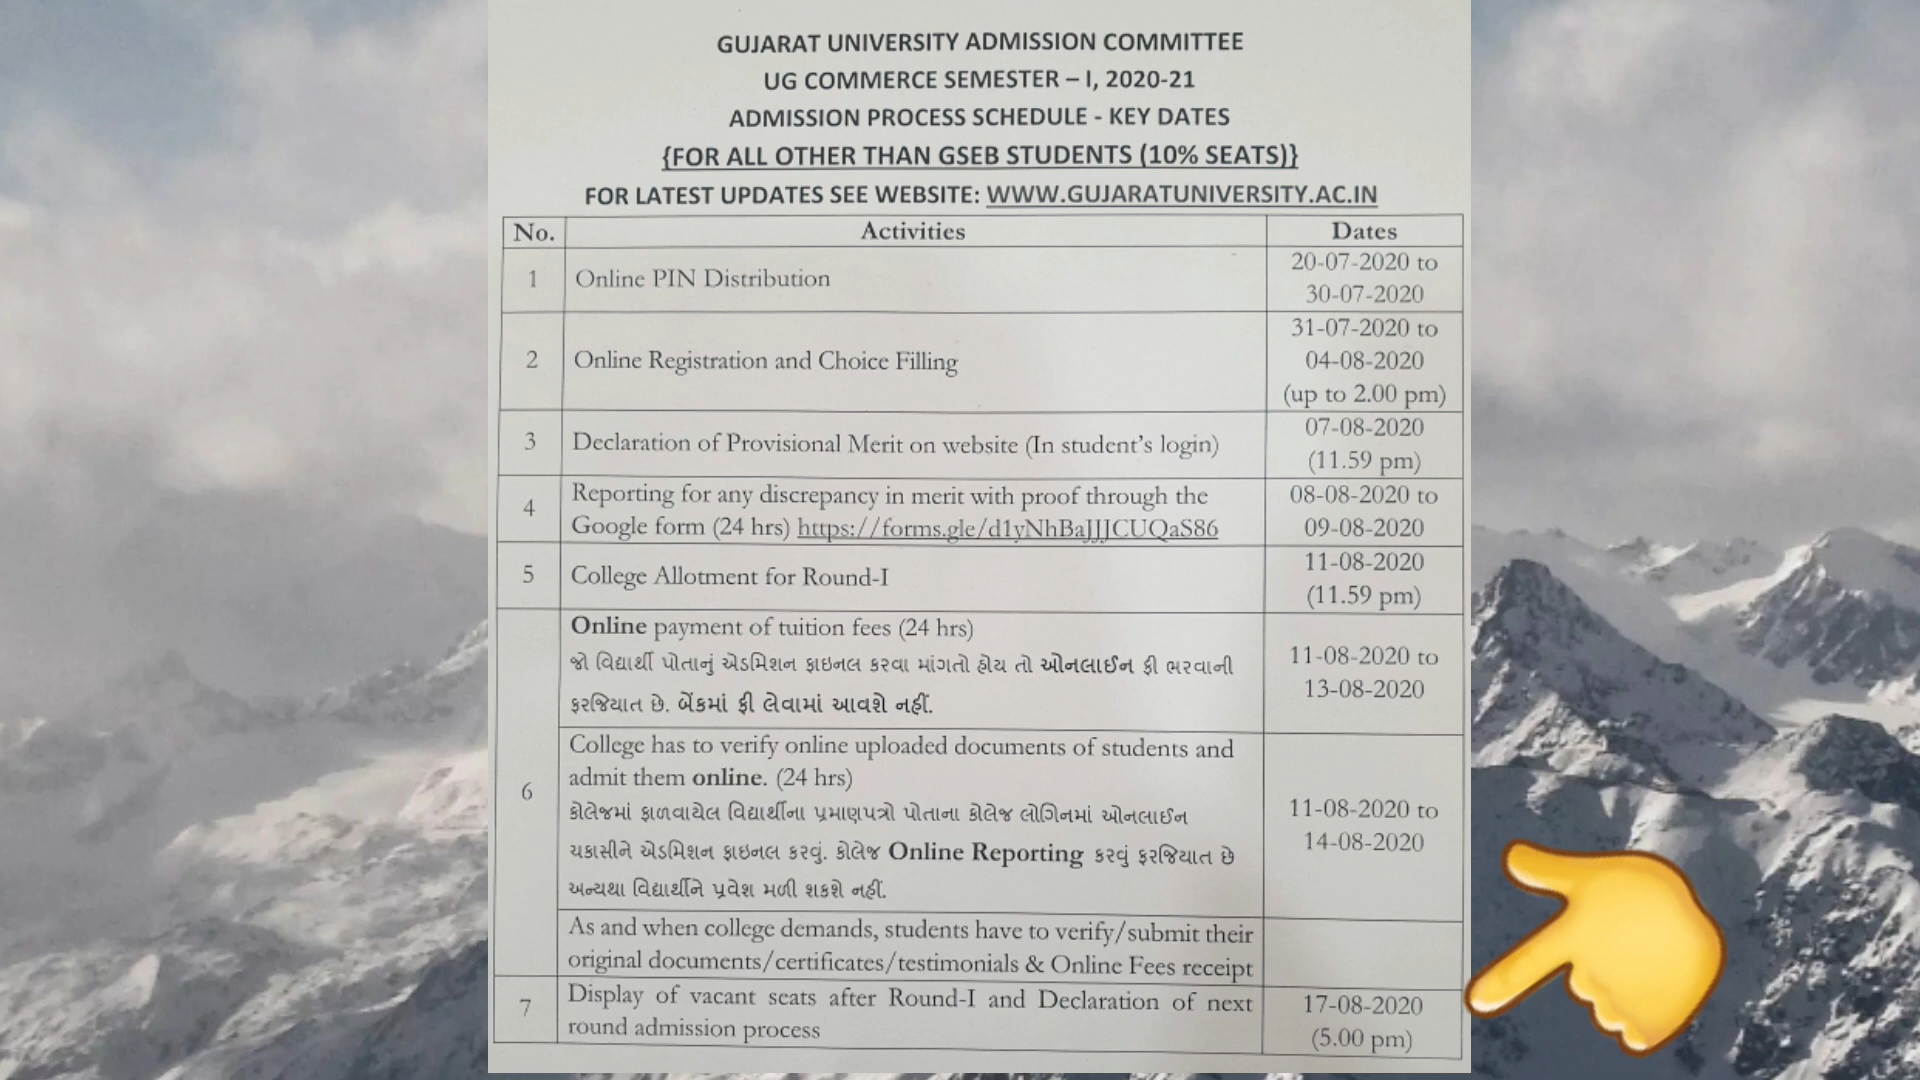 GUJARAT UNIVERSITY ADMISSION COMMITTEE
UG COMMERCE SEMESTER – I, 2020-21
ADMISSION PROCESS SCHEDULE - KEY DATES
{FOR ALL OTHER THAN GSEB STUDENTS (10% SEATS)}
FOR LATEST UPDATES SEE WEBSITE: WWW.GUJARATUNIVERSITY.AC.IN
No. Activities Dates
1 Online PIN Distribution 20-07-2020 to
30-07-2020
2 Online Registration and Choice Filling 31-07-2020 to
04-08-2020
(up to 2.00 pm)
3 Declaration of Provisional Merit on website (In student's login) 07-08-2020
(11.59 pm)
4 Reporting for any discrepancy in merit with proof through the 08-08-2020 to
Google form (24 hrs) https://forms.gle/d1yNhBaJJJCUQaS86 09-08-2020
5 College Allotment for Round-I 11-08-2020
(11.59 pm)
6
Online payment of tuition fees (24 hrs)
જો વિદ્યાર્થી પોતાનું એડમિશન ફાઇનલ કરવા માંગતો હોય તો ઓનલાઈન ફી ભરવાની 11-08-2020 to
ફરજિયાત છે. બેંકમાં ફી લેવામાં આવશે નહીં. 13-08-2020
College has to verify online uploaded documents of students and
admit them online. (24 hrs)
કોલેજમાં ફાળવાયેલ વિદ્યાર્થીના પ્રમાણપત્રો પોતાના કોલેજ લોગિનમાં ઓનલાઈન 11-08-2020 to
ચકાસીને એડમિશન ફાઇનલ કરવું. કોલેજ Online Reporting કરવું ફરજિયાત છે 14-08-2020
અન્યથા વિદ્યાર્થીને પ્રવેશ મળી શકશે નહીં.
As and when college demands, students have to verify/submit their
original documents/certificates/testimonials & Online Fees receipt
7 Display of vacant seats after Round-I and Declaration of next 17-08-2020
round admission process (5.00 pm)